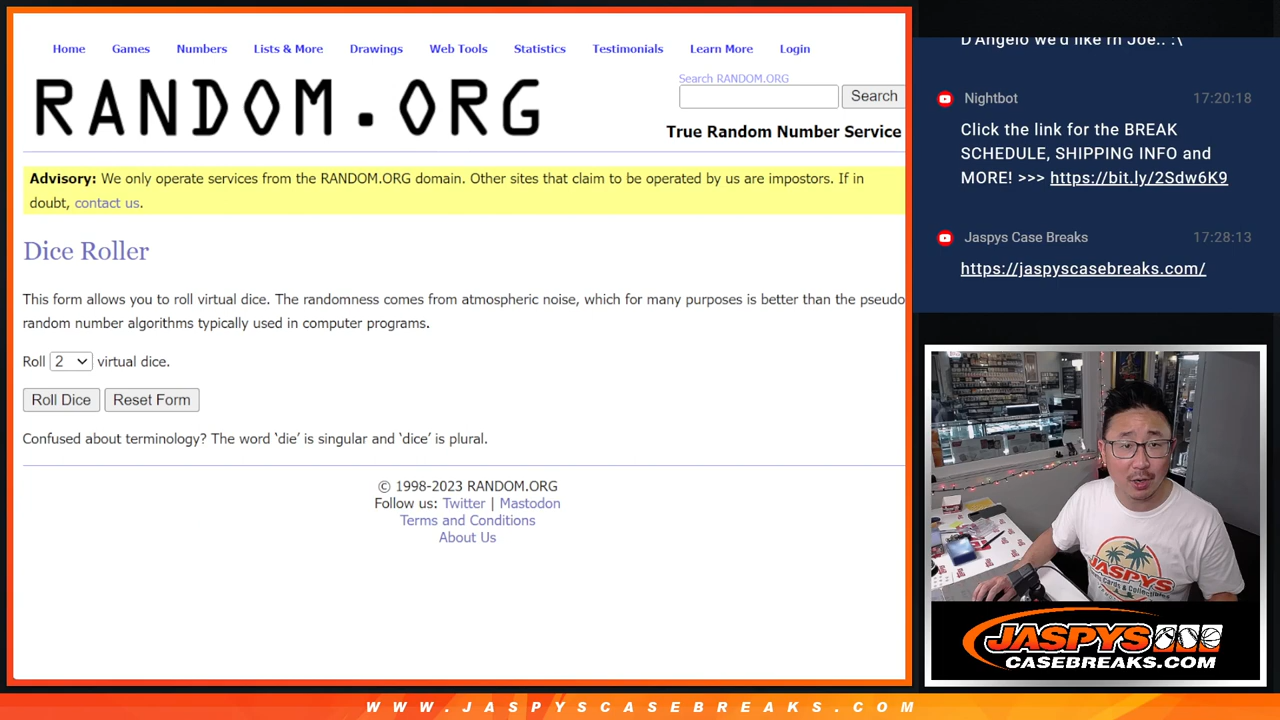 Home Games Numbers Lists & More Drawings Web Tools Statistics Testimonials Learn More Login
RANDOM.ORG
Search RANDOM.ORG
Search
True Random Number Service
Advisory: We only operate services from the RANDOM.ORG domain. Other sites that claim to be operated by us are impostors. If in
doubt, contact us.
Dice Roller
This form allows you to roll virtual dice. The randomness comes from atmospheric noise, which for many purposes is better than the pseudo
random number algorithms typically used in computer programs.
Roll 2 virtual dice.
Roll Dice Reset Form
Confused about terminology? The word ‘die’ is singular and ‘dice’ is plural.
© 1998-2023 RANDOM.ORG
Follow us: Twitter | Mastodon
Terms and Conditions
About Us
D'Angelo we'd like rn Joe.. :\
Nightbot 17:20:18
Click the link for the BREAK
SCHEDULE, SHIPPING INFO and
MORE! >>> https://bit.ly/2Sdw6K9
Jaspys Case Breaks 17:28:13
https://jaspyscasebreaks.com/
JASPYS
JASPYS
CASEBREAKS.COM
WWW.JASPYSCASEBREAKS.COM